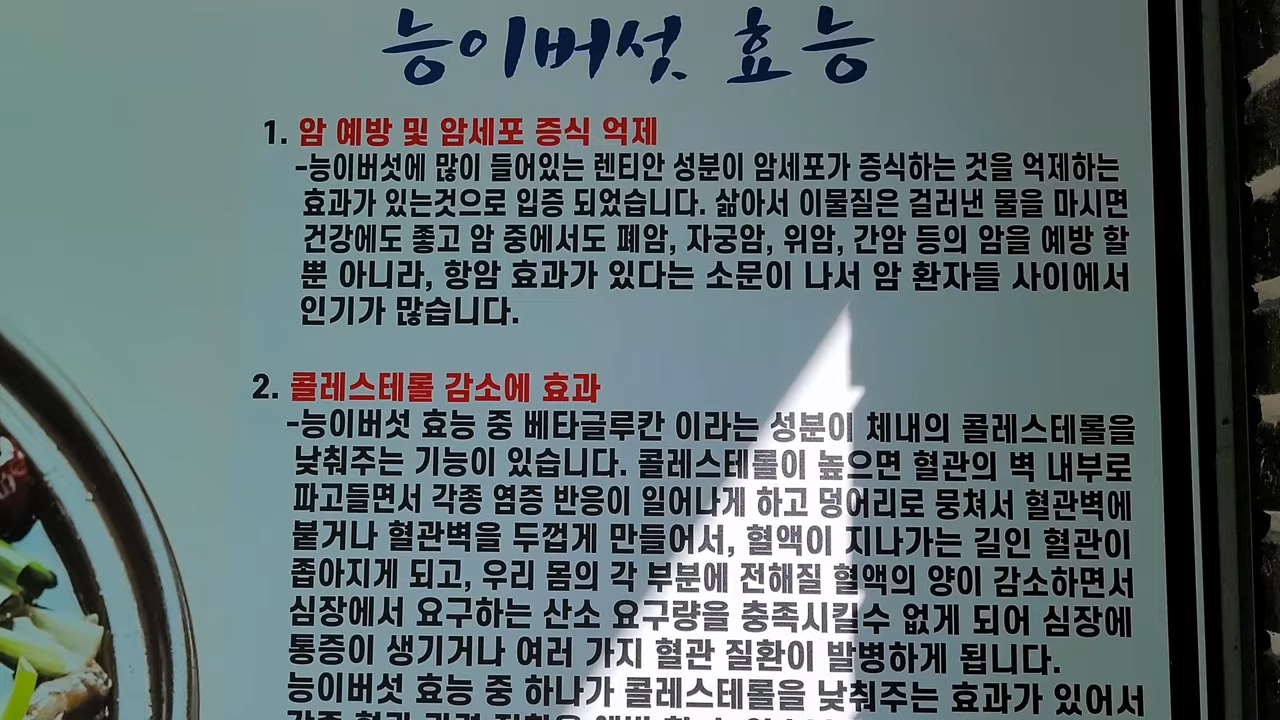 능이버섯 효능
1. 암 예방 및 암세포 증식 억제
-능이버섯에 많이 들어있는 렌티안 성분이 암세포가 증식하는 것을 억제하는
효과가 있는것으로 입증 되었습니다. 삶아서 이물질은 걸러낸 물을 마시면
건강에도 좋고 암 중에서도 폐암, 자궁암, 위암, 간암 등의 암을 예방 할
뿐 아니라, 항암 효과가 있다는 소문이 나서 암 환자들 사이에서
인기가 많습니다.
2. 콜레스테롤 감소에 효과
-능이버섯 효능 중 베타글루칸 이라는 성분이 체내의 콜레스테롤을
낮춰주는 기능이 있습니다. 콜레스테롤이 높으면 혈관의 벽 내부로
파고들면서 각종 염증 반응이 일어나게 하고 덩어리로 뭉쳐서 혈관벽에
붙거나 혈관벽을 두껍게 만들어서, 혈액이 지나가는 길인 혈관이
좁아지게 되고, 우리 몸의 각 부분에 전해질 혈액의 양이 감소하면서
심장에서 요구하는 산소 요구량을 충족시킬수 없게 되어 심장에
통증이 생기거나 여러 가지 혈관 질환이 발병하게 됩니다.
능이버섯 효능 중 하나가 콜레스테롤을 낮춰주는 효과가 있어서